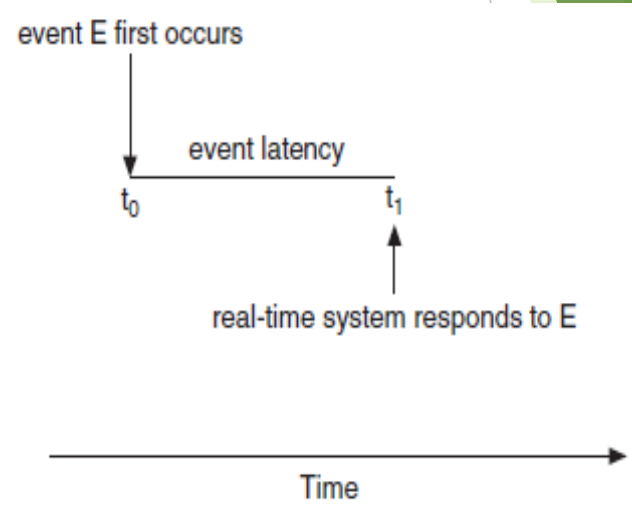 event E first occurs
event latency
t₀
t₁
real-time system responds to E
Time